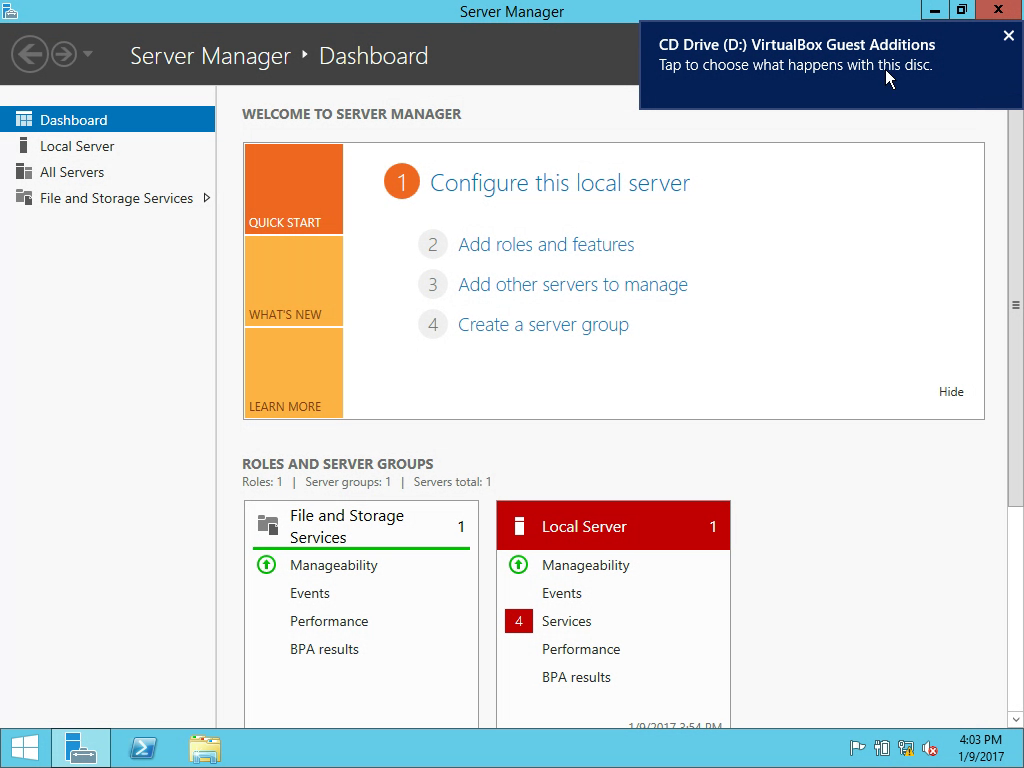 Server Manager
Server Manager ‣ Dashboard
CD Drive (D:) VirtualBox Guest Additions
Tap to choose what happens with this disc.
Dashboard
Local Server
All Servers
File and Storage Services
WELCOME TO SERVER MANAGER
QUICK START
WHAT'S NEW
LEARN MORE
1 Configure this local server
2 Add roles and features
3 Add other servers to manage
4 Create a server group
Hide
ROLES AND SERVER GROUPS
Roles: 1 | Server groups: 1 | Servers total: 1
File and Storage
Services
1
Manageability
Events
Performance
BPA results
Local Server 1
Manageability
Events
4 Services
Performance
BPA results
1/9/2017 3:54 PM
4:03 PM
1/9/2017